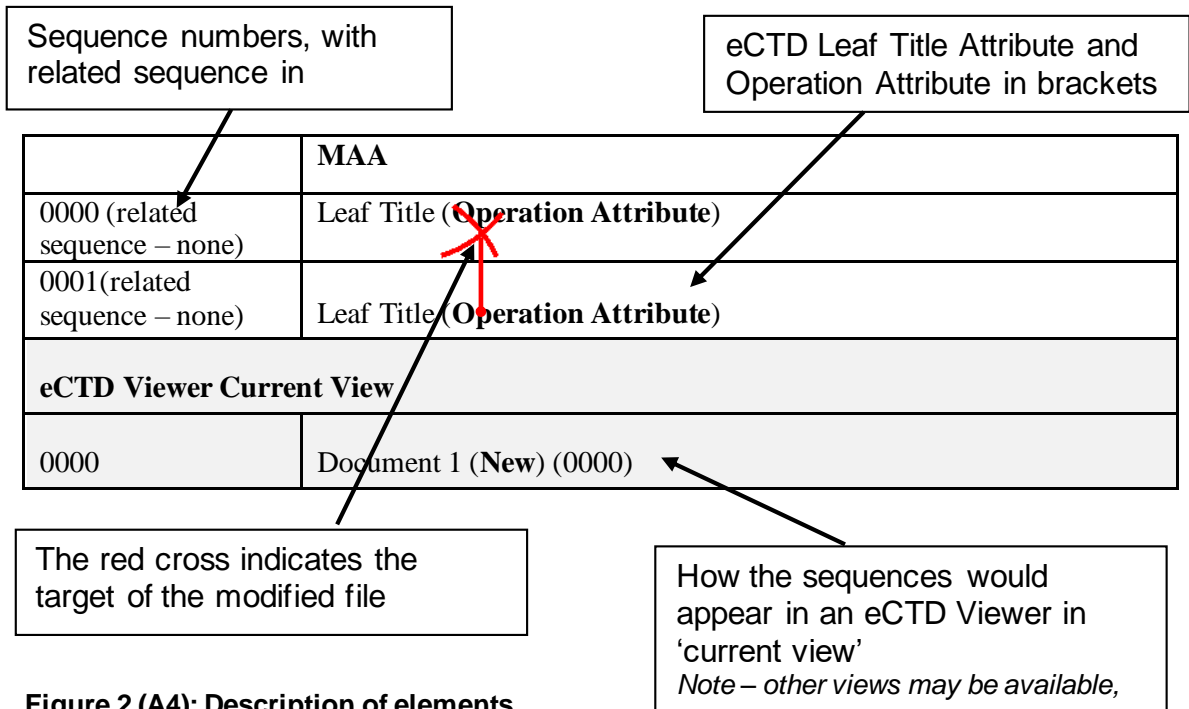 Sequence numbers, with
related sequence in
eCTD Leaf Title Attribute and
Operation Attribute in brackets
MAA
0000 (related
sequence – none)
Leaf Title (Operation Attribute)
0001(related
sequence – none)
Leaf Title (Operation Attribute)
eCTD Viewer Current View
0000
Document 1 (New) (0000)
The red cross indicates the
target of the modified file
How the sequences would
appear in an eCTD Viewer in
‘current view’
Note – other views may be available,
Figure 2 (A4): Description of elements